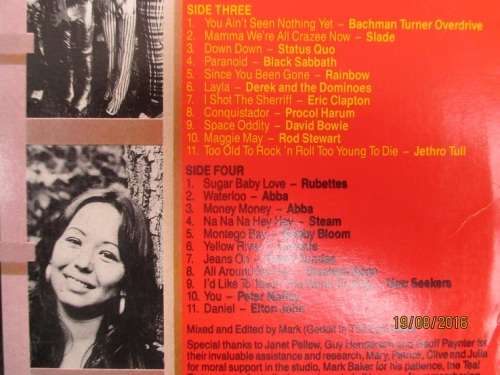 SIDE THREE
1. You Ain't Seen Nothing Yet – Bachman Turner Overdrive
2. Mamma We're All Crazee Now – Slade
3. Down Down – Status Quo
4. Paranoid – Black Sabbath
5. Since You Been Gone – Rainbow
6. Layla – Derek and the Dominoes
7. I Shot The Sherriff – Eric Clapton
8. Conquistador – Procol Harum
9. Space Oddity – David Bowie
10. Maggie May – Rod Stewart
11. Too Old To Rock 'n Roll Too Young To Die – Jethro Tull
SIDE FOUR
1. Sugar Baby Love – Rubettes
2. Waterloo – Abba
3. Money Money – Abba
4. Na Na Na Hey Hey – Steam
5. Montego Bay – Bobby Bloom
6. Yellow River –
7. Jeans On –
8. All Around
9. I'd Like To Seekers
10. You – Peter
11. Daniel – Elton John
Mixed and Edited by Mark
Special thanks to Janet Pellew, Guy Henderson and Geoff Paynter for
their invaluable assistance and research, Mary, Patrice, Clive and Julia
for moral support in the studio, Mark Baker for his patience, the Teal
19/08/2016